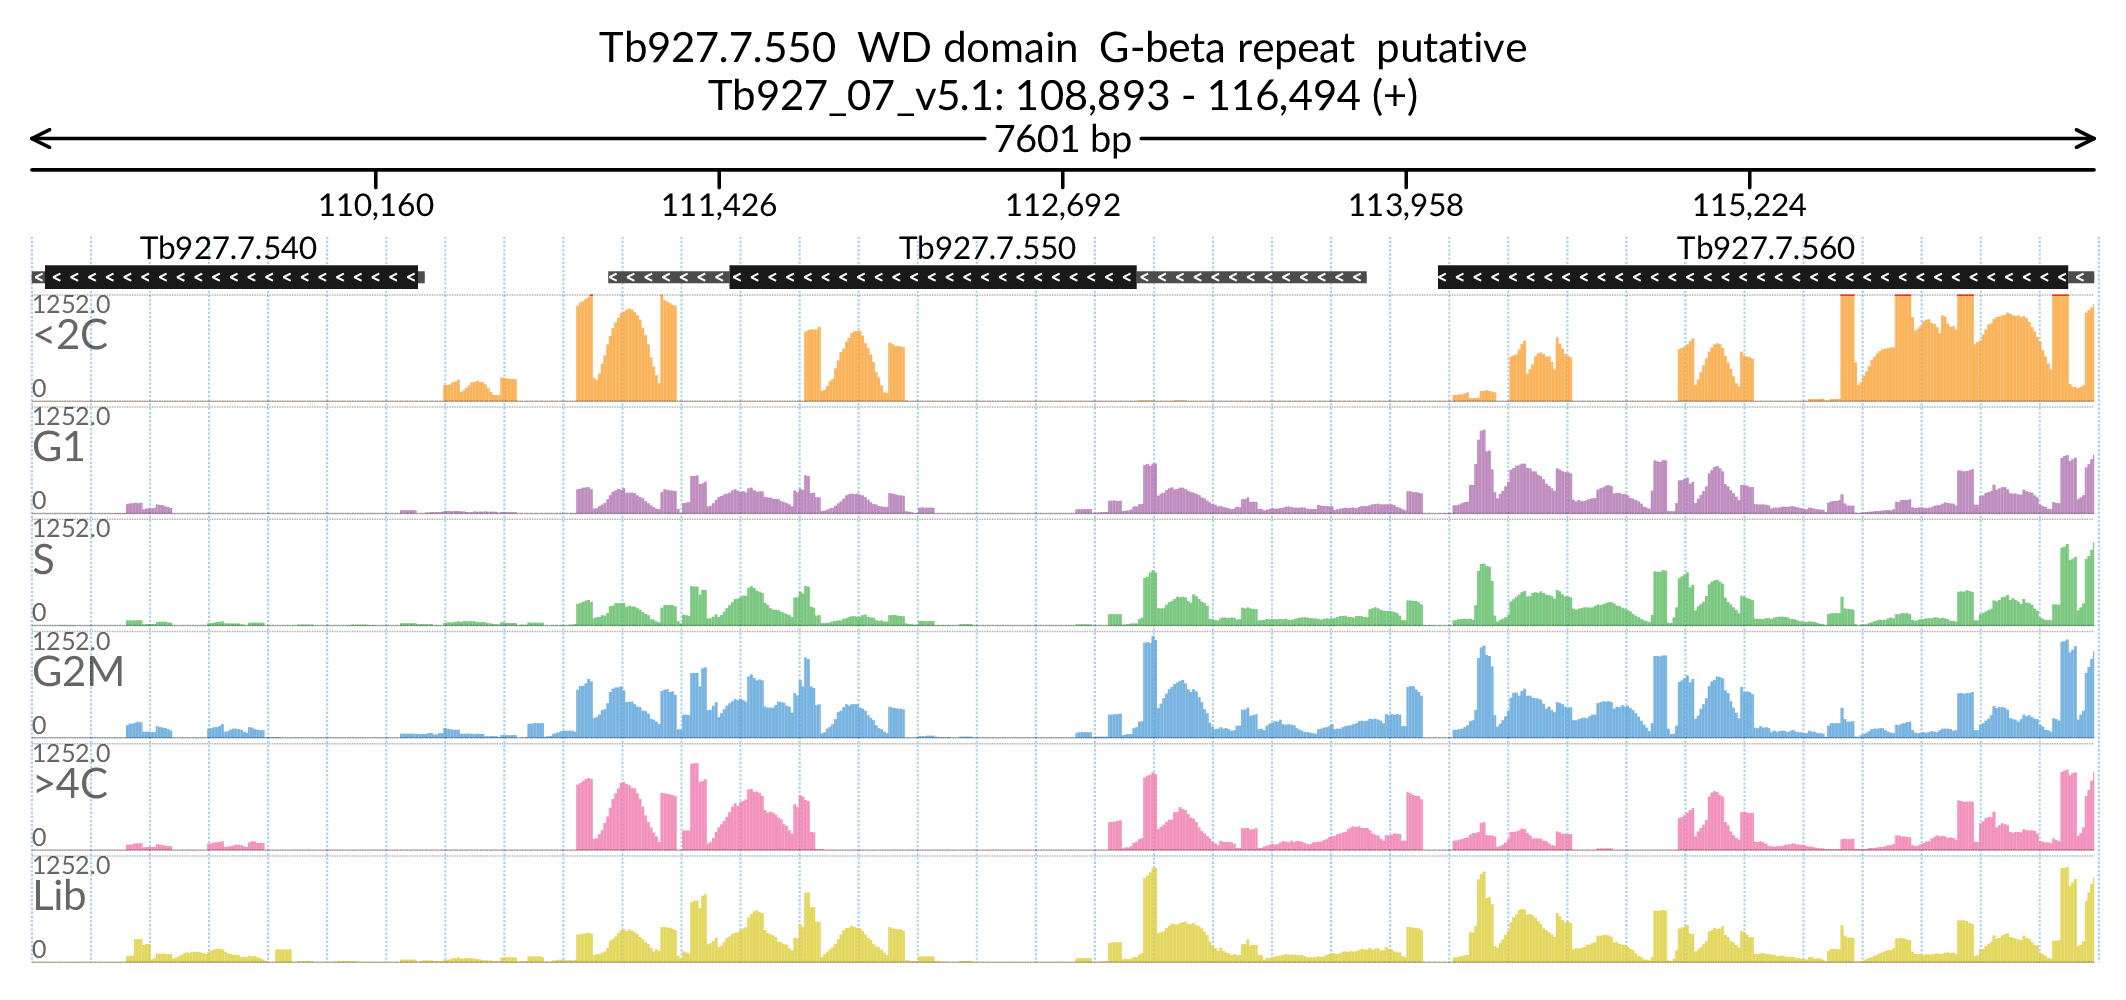 Tb927.7.550 WD domain G-beta repeat putative
Tb927_07_v5.1: 108,893 - 116,494 (+)
7601 bp
110,160 111,426 112,692 113,958 115,224
Tb927.7.540 Tb927.7.550 Tb927.7.560
1252.0
<2C
0
1252.0
G1
0
1252.0
S
0
1252.0
G2M
0
1252.0
>4C
0
1252.0
Lib
0